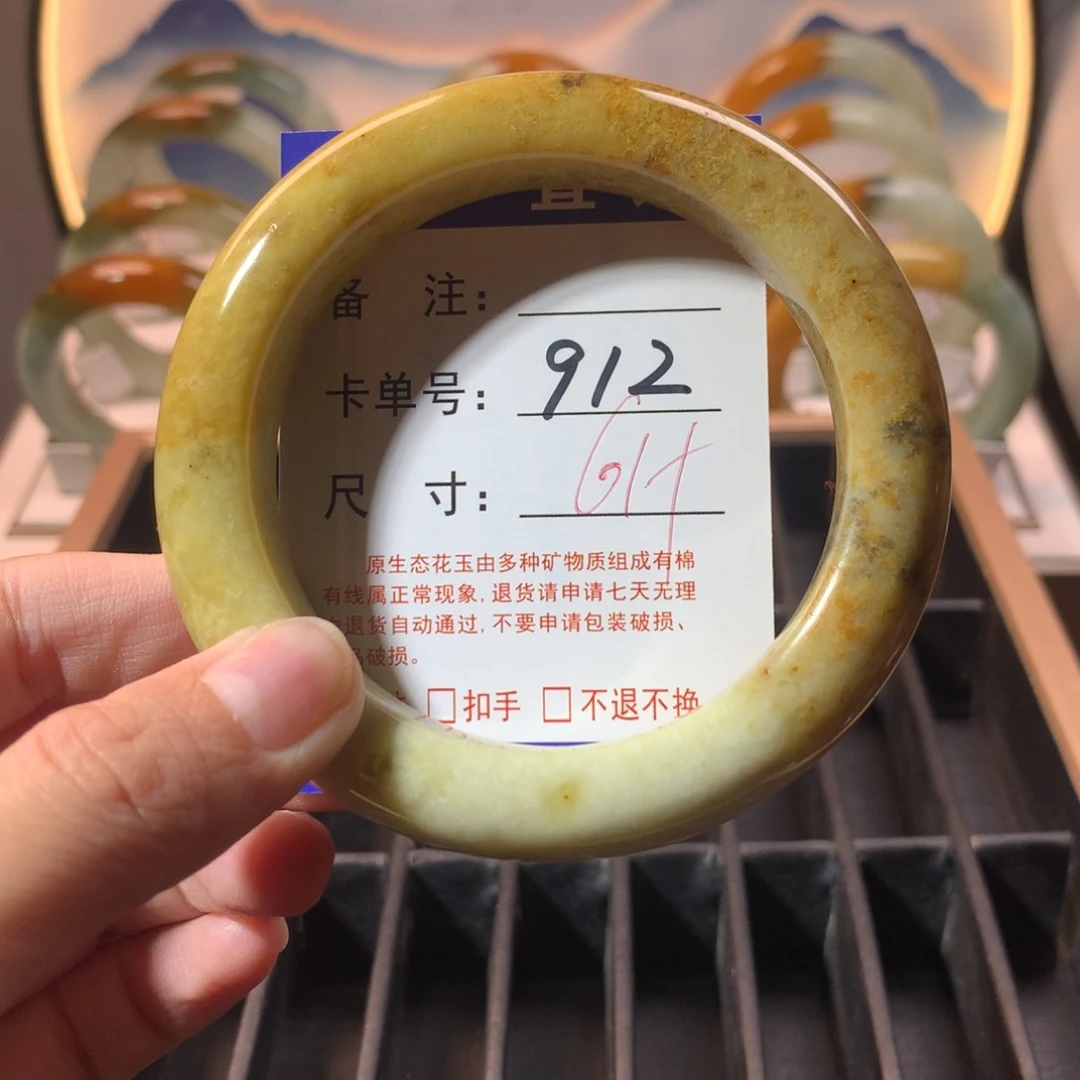 备 注：
卡单号：912
尺 寸：61
原生态花玉由多种矿物质组成有棉
有线属正常现象，退货请申请七天无理
退货自动通过，不要申请包装破损、
破损。
□扣手 □不退不换